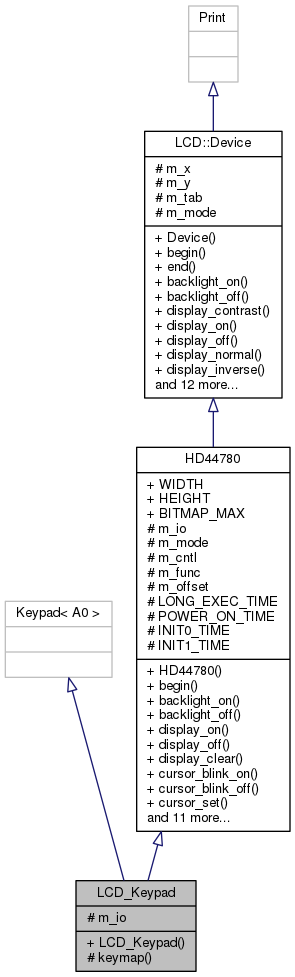 Print
LCD::Device
# m_x
# m_y
# m_tab
# m_mode
+ Device()
+ begin()
+ end()
+ backlight_on()
+ backlight_off()
+ display_contrast()
+ display_on()
+ display_off()
+ display_normal()
+ display_inverse()
and 12 more...
HD44780
+ WIDTH
+ HEIGHT
+ BITMAP_MAX
# m_io
# m_mode
# m_cntl
# m_func
# m_offset
# LONG_EXEC_TIME
# POWER_ON_TIME
# INIT0_TIME
# INIT1_TIME
+ HD44780()
+ begin()
+ backlight_on()
+ backlight_off()
+ display_on()
+ display_off()
+ display_clear()
+ cursor_blink_on()
+ cursor_blink_off()
+ cursor_set()
and 11 more...
Keypad< A0 >
LCD_Keypad
# m_io
+ LCD_Keypad()
# keymap()